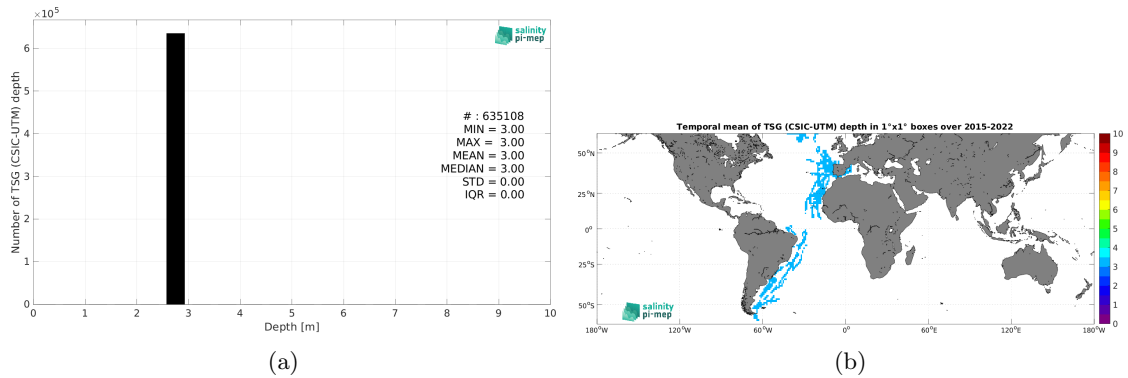 ×10⁵
6
5
4
3
2
1
0
Number of TSG (CSIC-UTM) depth
salinity
pi-mep
# : 635108
MIN = 3.00
MAX = 3.00
MEAN = 3.00
MEDIAN = 3.00
STD = 0.00
IQR = 0.00
0 1 2 3 4 5 6 7 8 9 10
Depth [m]
(a)
Temporal mean of TSG (CSIC-UTM) depth in 1°x1° boxes over 2015-2022
50°N
25°N
0°
25°S
50°S
salinity
pi-mep
180°W 120°W 60°W 0° 60°E 120°E 180°W
10
9
8
7
6
5
4
3
2
1
0
(b)